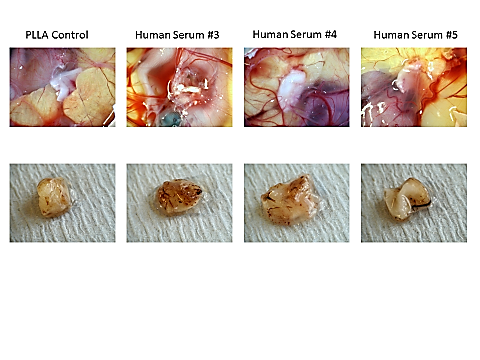 PLLA Control
Human Serum #3
Human Serum #4
Human Serum #5